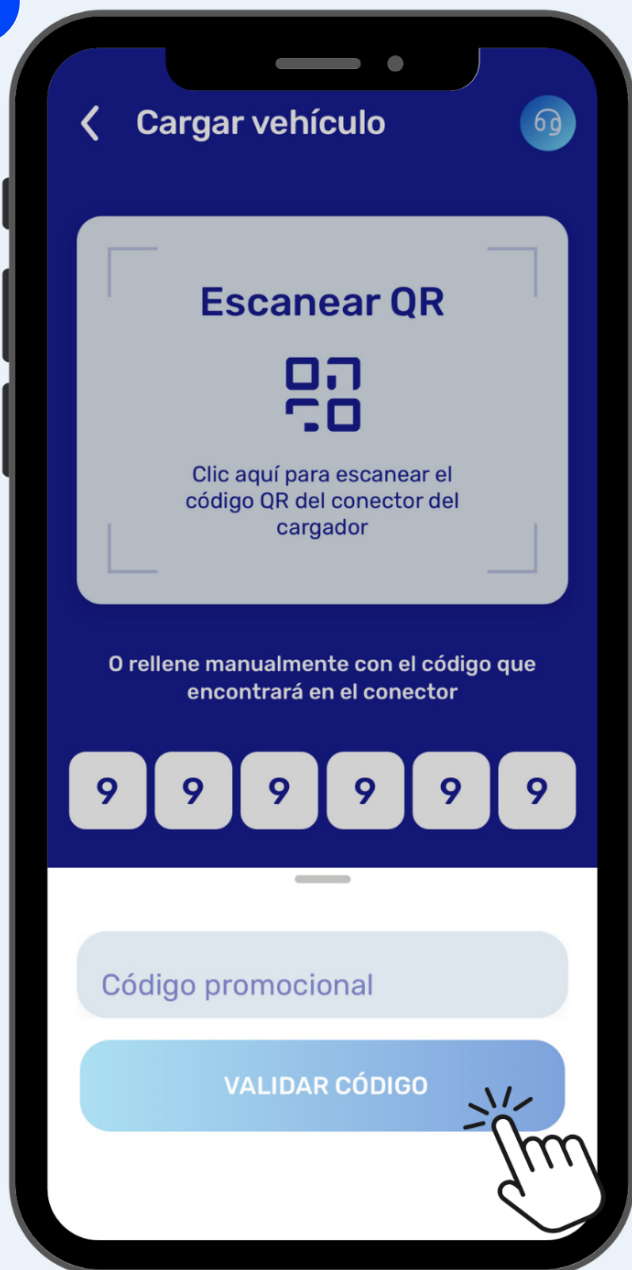 Cargar vehículo
Escanear QR
Clic aquí para escanear el
código QR del conector del
cargador
O rellene manualmente con el código que
encontrará en el conector
9 9 9 9 9 9
Código promocional
VALIDAR CÓDIGO